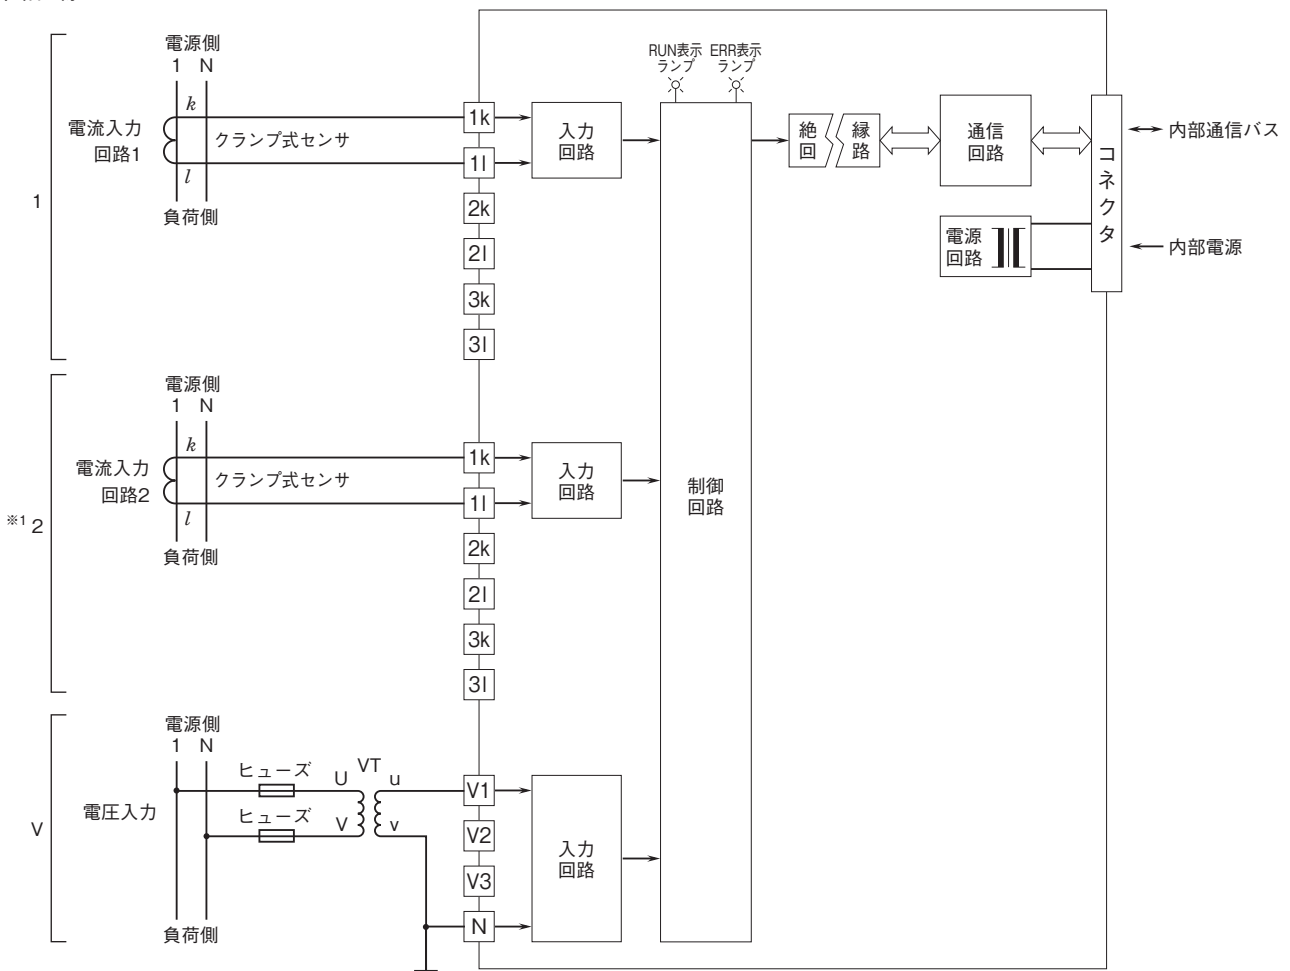 電源側
1 N
k
電流入力
回路1
クランプ式センサ
l
負荷側
1
1k
1l
2k
2l
3k
3l
入力
回路
RUN表示
ランプ
ERR表示
ランプ
絶縁
回路
通信
回路
コネクタ
内部通信バス
電源
回路
内部電源
電源側
1 N
k
電流入力
回路2
クランプ式センサ
l
負荷側
※1 2
1k
1l
2k
2l
3k
3l
入力
回路
制御
回路
電源側
1 N
ヒューズ
U VT u
ヒューズ
V v
電圧入力
V
負荷側
V1
V2
V3
N
入力
回路